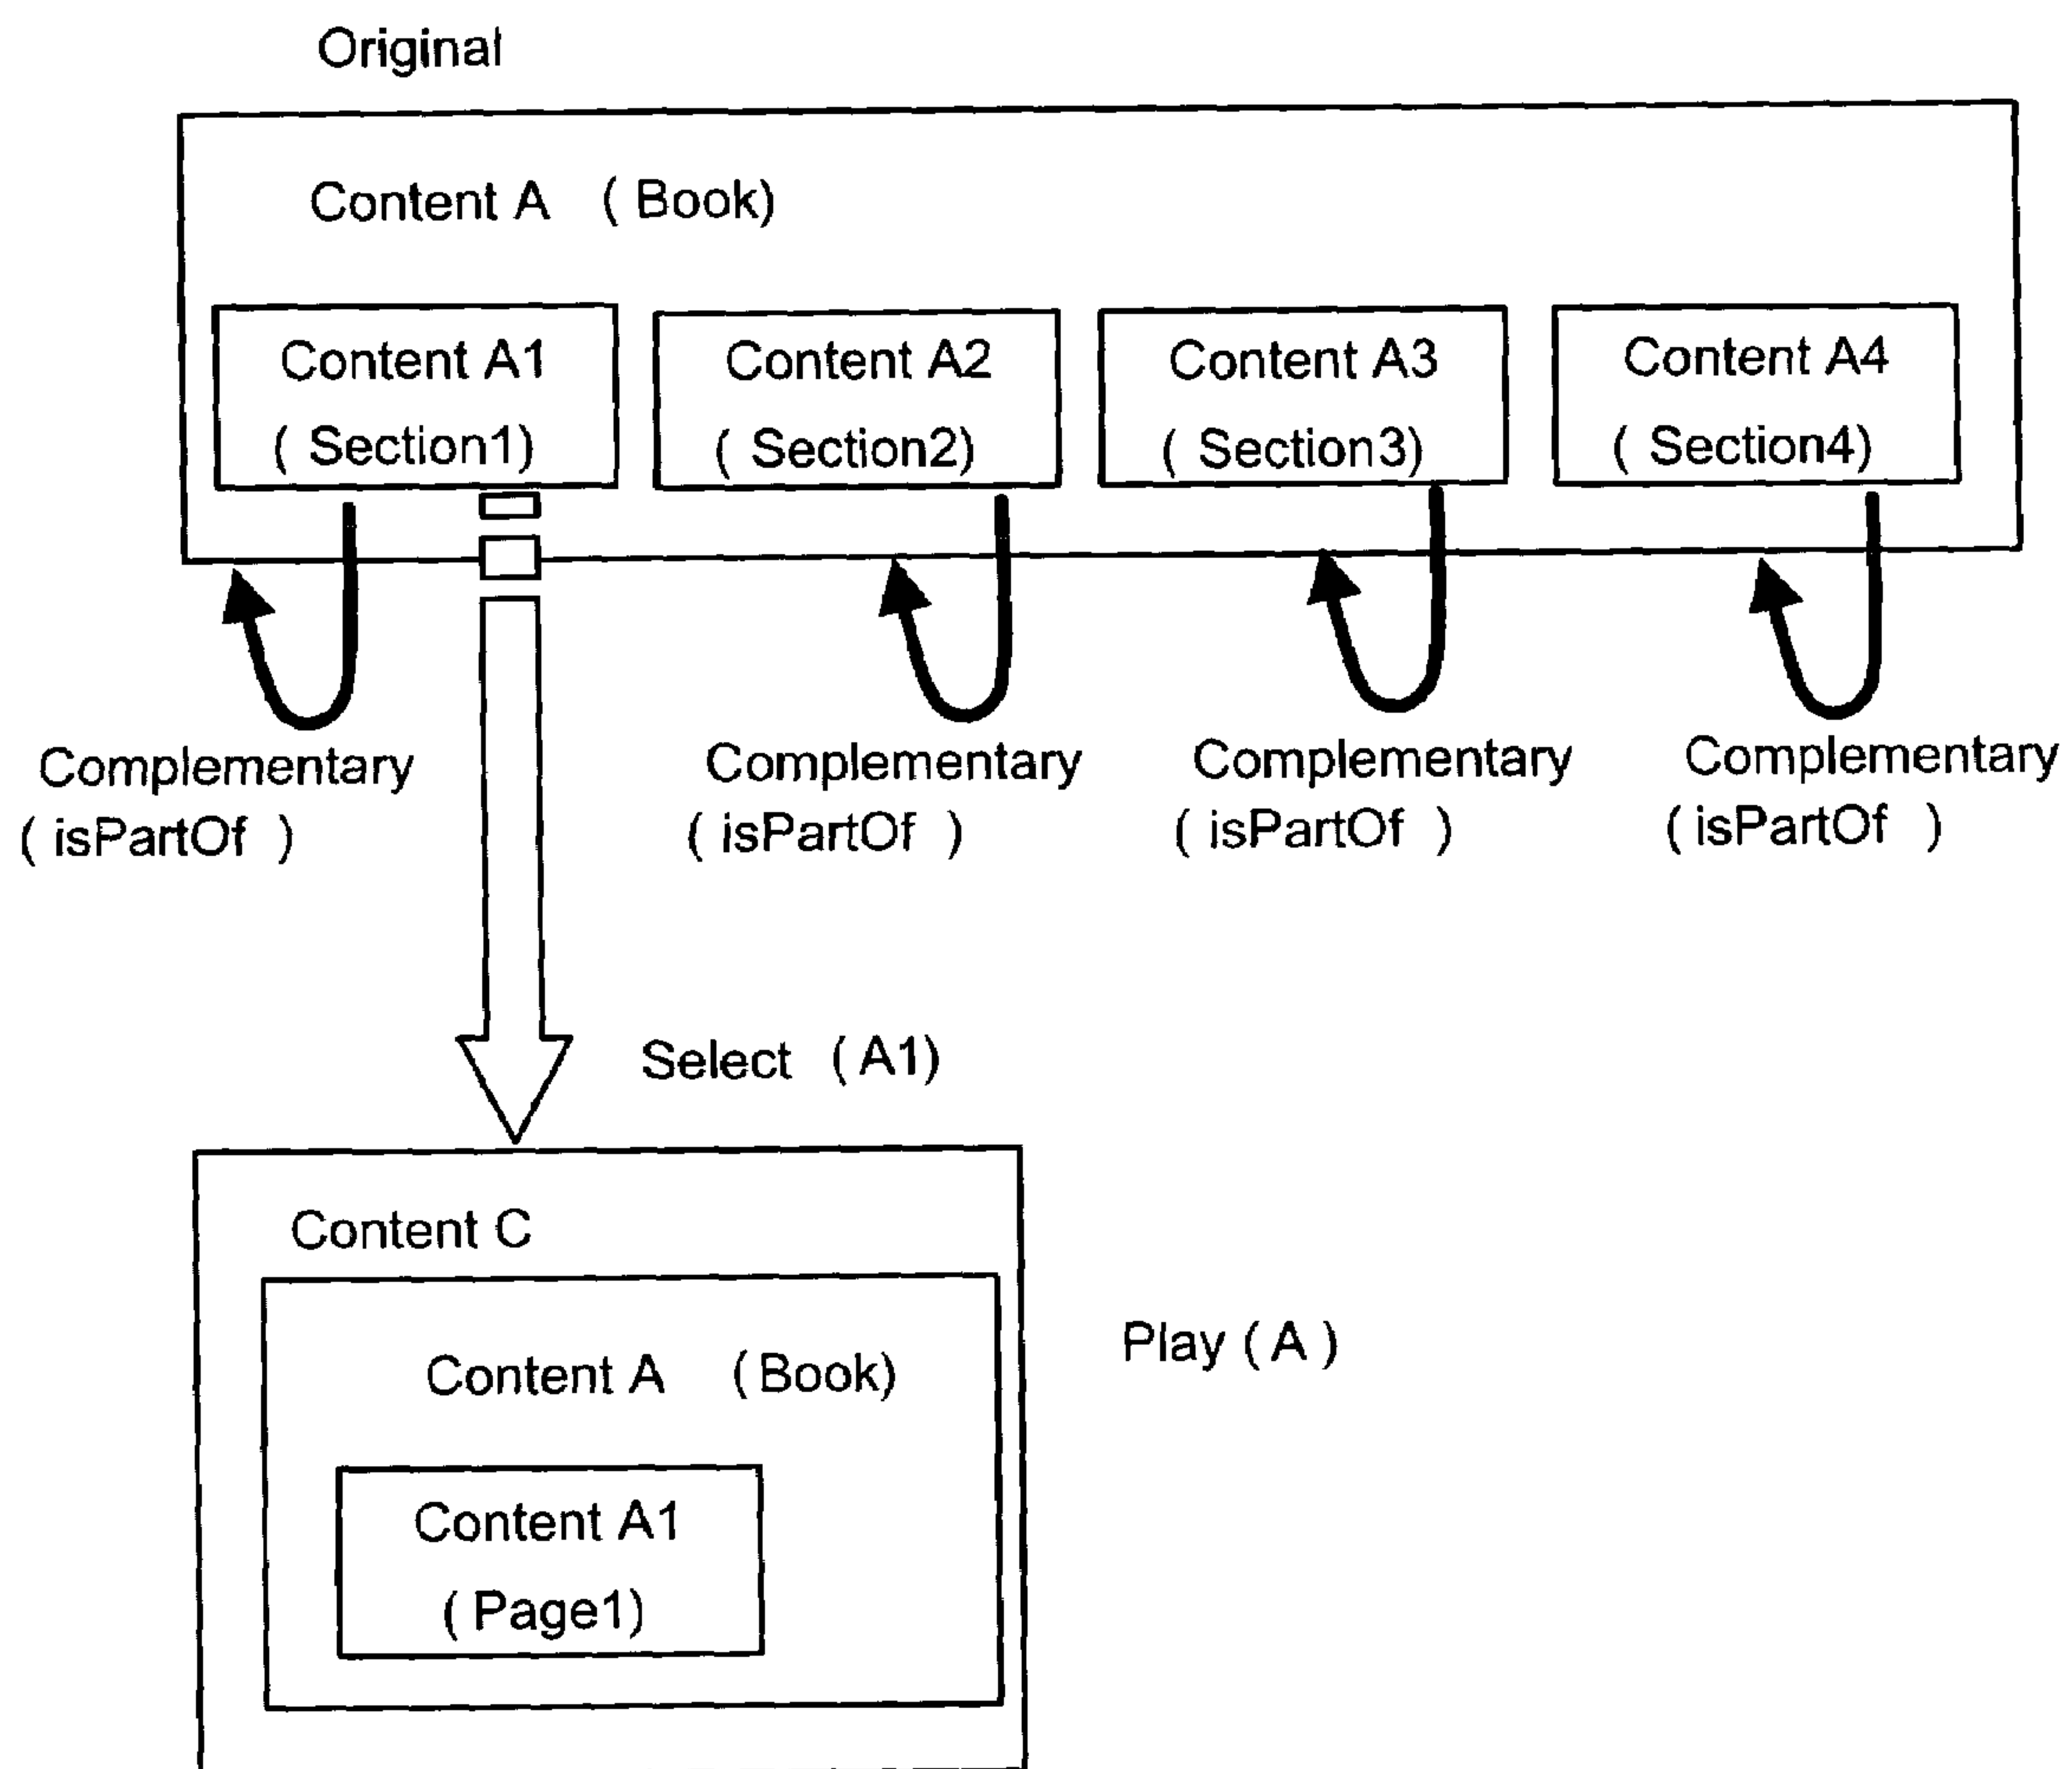 Original
Content A ( Book)
Content A1
( Section1)
Content A2
( Section2)
Content A3
( Section3)
Content A4
( Section4)
Complementary
( isPartOf )
Complementary
( isPartOf )
Complementary
( isPartOf )
Complementary
( isPartOf )
Select ( A1)
Content C
Content A (Book)
Content A1
( Page1)
Play ( A )